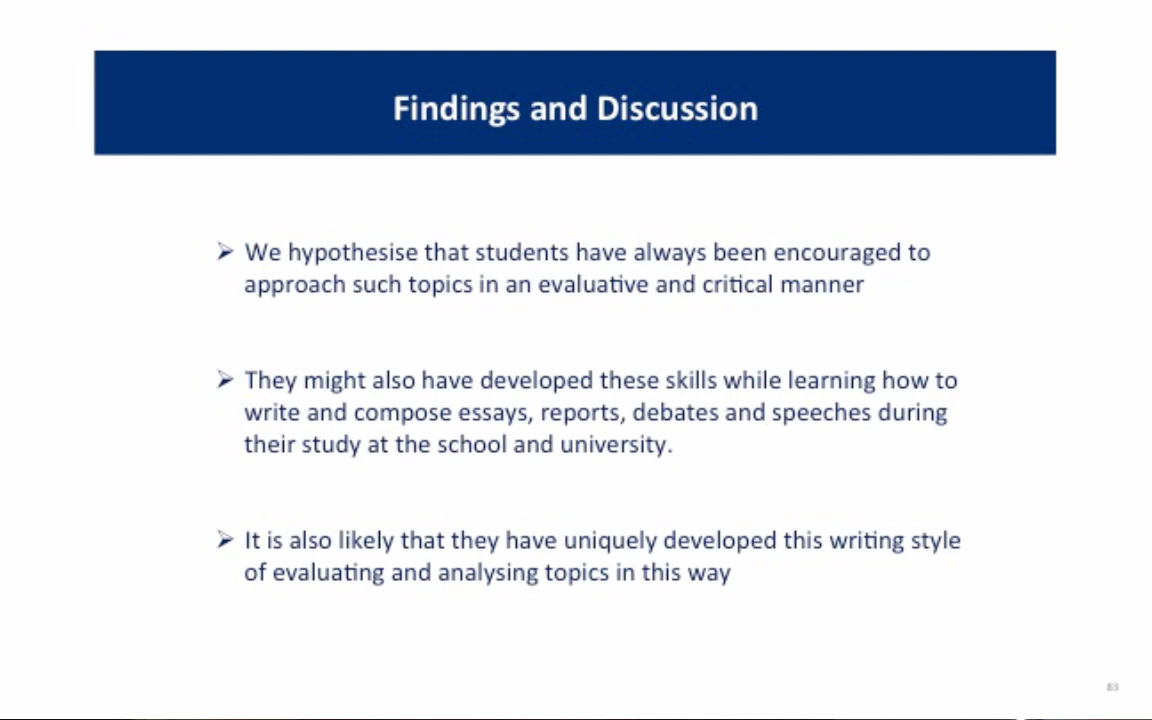 Findings and Discussion
➢ We hypothesise that students have always been encouraged to
approach such topics in an evaluative and critical manner
➢ They might also have developed these skills while learning how to
write and compose essays, reports, debates and speeches during
their study at the school and university.
➢ It is also likely that they have uniquely developed this writing style
of evaluating and analysing topics in this way
83